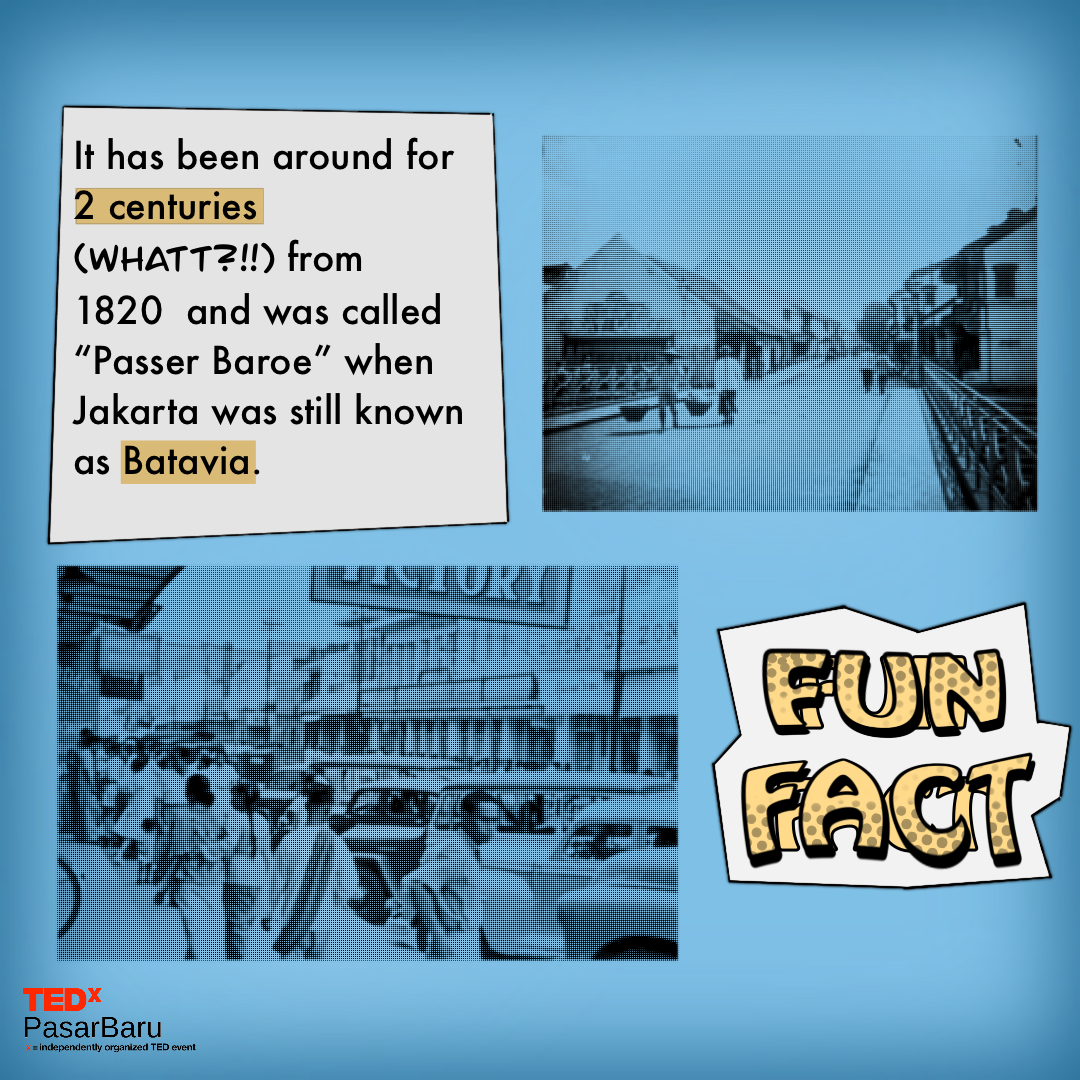 It has been around for
2 centuries
(WHATT?!!) from
1820 and was called
“Passer Baroe” when
Jakarta was still known
as Batavia.
FACTORY
FUN
FACT
TEDx
PasarBaru
x = independently organized TED event